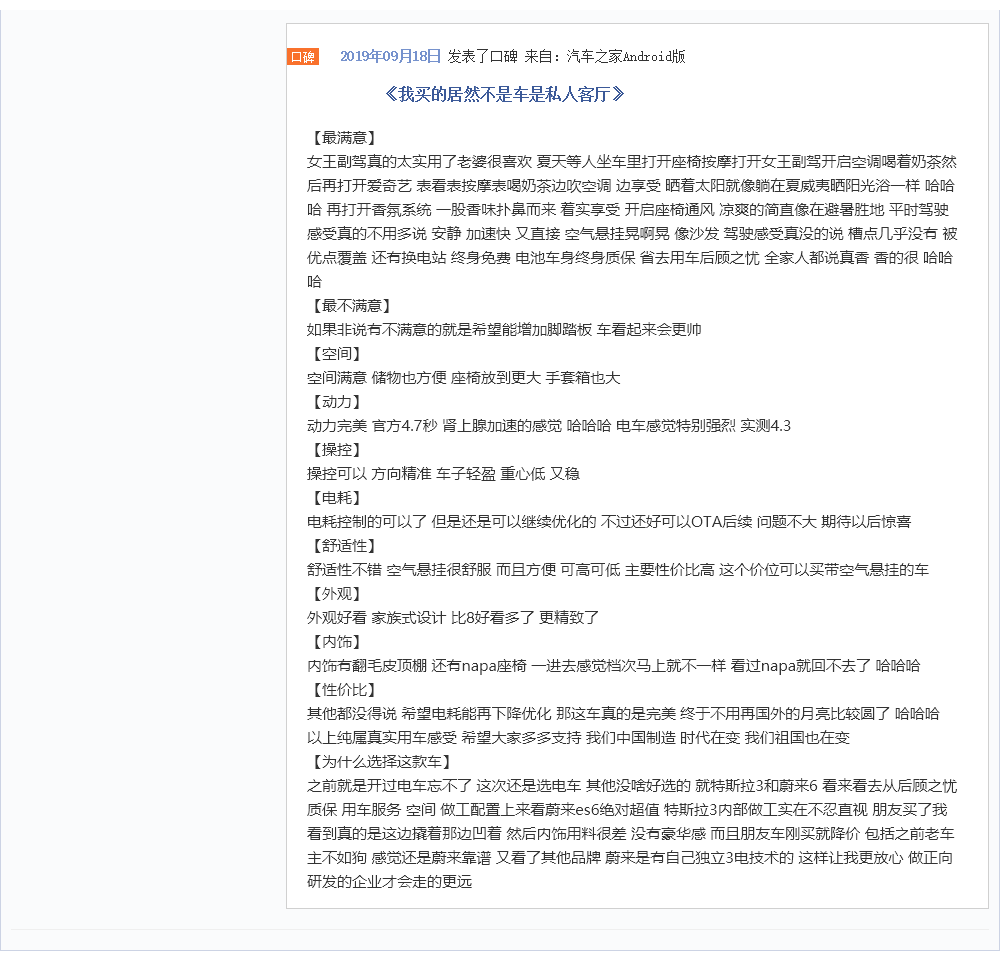 口碑 2019年09月18日 发表了口碑 来自：汽车之家Android版
《我买的居然不是车是私人客厅》
【最满意】
女王副驾真的太实用了老婆很喜欢 夏天等人坐车里打开座椅按摩打开女王副驾开启空调喝着奶茶然
后再打开爱奇艺 表看表按摩表喝奶茶边吹空调 边享受 晒着太阳就像躺在夏威夷晒阳光浴一样 哈哈
哈 再打开香氛系统 一股香味扑鼻而来 着实享受 开启座椅通风 凉爽的简直像在避暑胜地 平时驾驶
感受真的不用多说 安静 加速快 又直接 空气悬挂晃啊晃 像沙发 驾驶感受真没的说 槽点几乎没有 被
优点覆盖 还有换电站 终身免费 电池车身终身质保 省去用车后顾之忧 全家人都说真香 香的很 哈哈
哈
【最不满意】
如果非说有不满意的就是希望能增加脚踏板 车看起来会更帅
【空间】
空间满意 储物也方便 座椅放到更大 手套箱也大
【动力】
动力完美 官方4.7秒 肾上腺加速的感觉 哈哈哈 电车感觉特别强烈 实测4.3
【操控】
操控可以 方向精准 车子轻盈 重心低 又稳
【电耗】
电耗控制的可以了 但是还是可以继续优化的 不过还好可以OTA后续 问题不大 期待以后惊喜
【舒适性】
舒适性不错 空气悬挂很舒服 而且方便 可高可低 主要性价比高 这个价位可以买带空气悬挂的车
【外观】
外观好看 家族式设计 比8好看多了 更精致了
【内饰】
内饰有翻毛皮顶棚 还有napa座椅 一进去感觉档次马上就不一样 看过napa就回不去了 哈哈哈
【性价比】
其他都没得说 希望电耗能再下降优化 那这车真的是完美 终于不用再国外的月亮比较圆了 哈哈哈
以上纯属真实用车感受 希望大家多多支持 我们中国制造 时代在变 我们祖国也在变
【为什么选择这款车】
之前就是开过电车忘不了 这次还是选电车 其他没啥好选的 就特斯拉3和蔚来6 看来看去从后顾之忧
质保 用车服务 空间 做工配置上来看蔚来es6绝对超值 特斯拉3内部做工实在不忍直视 朋友买了我
看到真的是这边撬着那边凹着 然后内饰用料很差 没有豪华感 而且朋友车刚买就降价 包括之前老车
主不如狗 感觉还是蔚来靠谱 又看了其他品牌 蔚来是有自己独立3电技术的 这样让我更放心 做正向
研发的企业才会走的更远